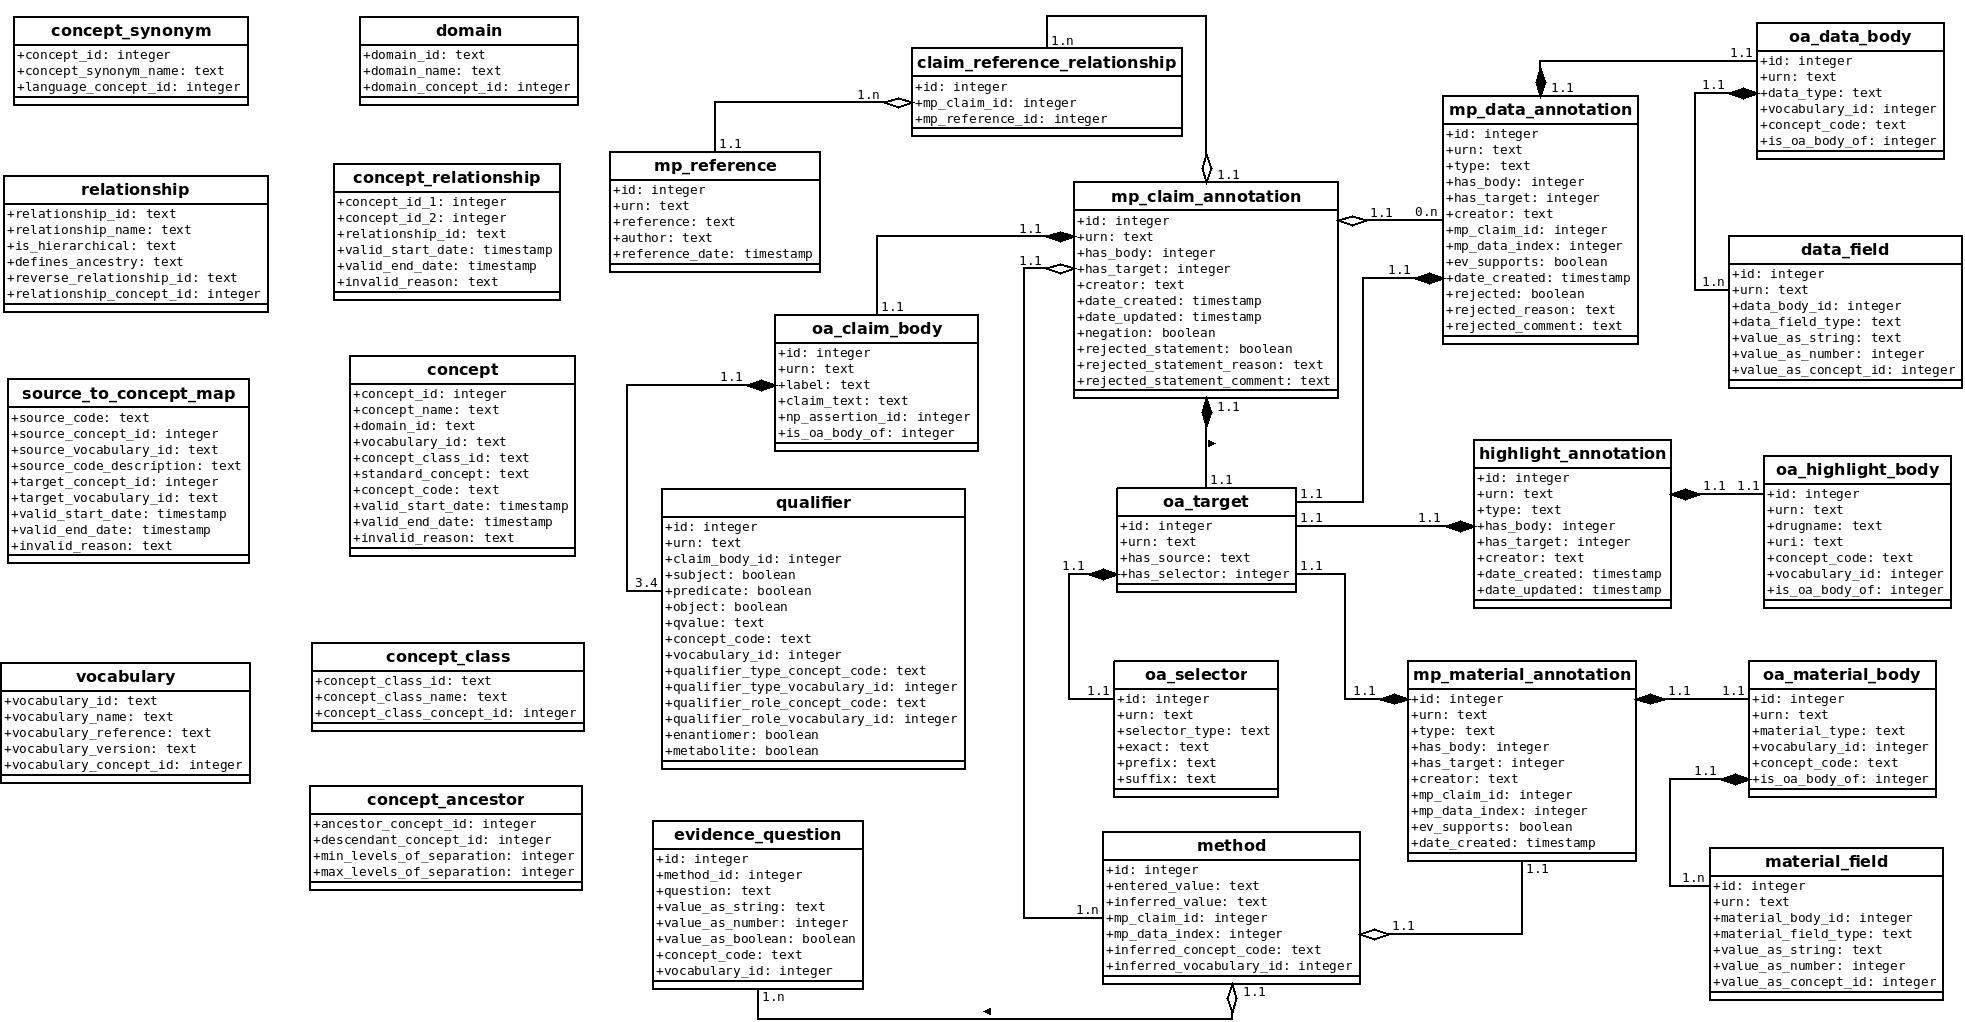 concept_synonym
+concept_id: integer
+concept_synonym_name: text
+language_concept_id: integer
domain
+domain_id: text
+domain_name: text
+domain_concept_id: integer
relationship
+relationship_id: text
+relationship_name: text
+is_hierarchical: text
+defines_ancestry: text
+reverse_relationship_id: text
+relationship_concept_id: integer
concept_relationship
+concept_id_1: integer
+concept_id_2: integer
+relationship_id: text
+valid_start_date: timestamp
+valid_end_date: timestamp
+invalid_reason: text
source_to_concept_map
+source_code: text
+source_concept_id: integer
+source_vocabulary_id: text
+source_code_description: text
+target_concept_id: integer
+target_vocabulary_id: text
+valid_start_date: timestamp
+valid_end_date: timestamp
+invalid_reason: text
concept
+concept_id: integer
+concept_name: text
+domain_id: text
+vocabulary_id: text
+concept_class_id: text
+standard_concept: text
+concept_code: text
+valid_start_date: timestamp
+valid_end_date: timestamp
+invalid_reason: text
vocabulary
+vocabulary_id: text
+vocabulary_name: text
+vocabulary_reference: text
+vocabulary_version: text
+vocabulary_concept_id: integer
concept_class
+concept_class_id: text
+concept_class_name: text
+concept_class_concept_id: integer
concept_ancestor
+ancestor_concept_id: integer
+descendant_concept_id: integer
+min_levels_of_separation: integer
+max_levels_of_separation: integer
1.n
claim_reference_relationship
+id: integer
+mp_claim_id: integer
+mp_reference_id: integer
1.n
1.1
mp_reference
+id: integer
+urn: text
+reference: text
+author: text
+reference_date: timestamp
1.1
mp_claim_annotation
+id: integer
+urn: text
+has_body: integer
+has_target: integer
+creator: text
+date_created: timestamp
+date_updated: timestamp
+negation: boolean
+rejected_statement: boolean
+rejected_statement_reason: text
+rejected_statement_comment: text
1.1
1.1
1.1 0.n
1.1
1.1
oa_claim_body
+id: integer
+urn: text
+label: text
+claim_text: text
+np_assertion_id: integer
+is_oa_body_of: integer
1.1
3.4
qualifier
+id: integer
+urn: text
+claim_body_id: integer
+subject: boolean
+predicate: boolean
+object: boolean
+qvalue: text
+concept_code: text
+vocabulary_id: integer
+qualifier_type_concept_code: text
+qualifier_type_vocabulary_id: integer
+qualifier_role_concept_code: text
+qualifier_role_vocabulary_id: integer
+enantiomer: boolean
+metabolite: boolean
evidence_question
+id: integer
+method_id: integer
+question: text
+value_as_string: text
+value_as_number: integer
+value_as_boolean: boolean
+concept_code: text
+vocabulary_id: integer
1.n
1.1
mp_data_annotation
+id: integer
+urn: text
+type: text
+has_body: integer
+has_target: integer
+creator: text
+mp_claim_id: integer
+mp_data_index: integer
+ev_supports: boolean
+date_created: timestamp
+rejected: boolean
+rejected_reason: text
+rejected_comment: text
1.1
1.1
oa_data_body
+id: integer
+urn: text
+data_type: text
+vocabulary_id: integer
+concept_code: text
+is_oa_body_of: integer
1.1
1.n
data_field
+id: integer
+urn: text
+data_body_id: integer
+data_field_type: text
+value_as_string: text
+value_as_number: integer
+value_as_concept_id: integer
1.1
oa_target
+id: integer
+urn: text
+has_source: text
+has_selector: integer
1.1
1.1
1.1
1.1
1.1
highlight_annotation
+id: integer
+urn: text
+type: text
+has_body: integer
+has_target: integer
+creator: text
+date_created: timestamp
+date_updated: timestamp
1.1 1.1
oa_highlight_body
+id: integer
+urn: text
+drugname: text
+uri: text
+concept_code: text
+vocabulary_id: integer
+is_oa_body_of: integer
1.1
oa_selector
+id: integer
+urn: text
+selector_type: text
+exact: text
+prefix: text
+suffix: text
1.1
mp_material_annotation
+id: integer
+urn: text
+type: text
+has_body: integer
+has_target: integer
+creator: text
+mp_claim_id: integer
+mp_data_index: integer
+ev_supports: boolean
+date_created: timestamp
1.1
1.1 1.1
oa_material_body
+id: integer
+urn: text
+material_type: text
+vocabulary_id: integer
+concept_code: text
+is_oa_body_of: integer
1.1
1.n
material_field
+id: integer
+urn: text
+material_body_id: integer
+material_field_type: text
+value_as_string: text
+value_as_number: integer
+value_as_concept_id: integer
method
+id: integer
+entered_value: text
+inferred_value: text
+mp_claim_id: integer
+mp_data_index: integer
+inferred_concept_code: text
+inferred_vocabulary_id: integer
1.n
1.1
1.1